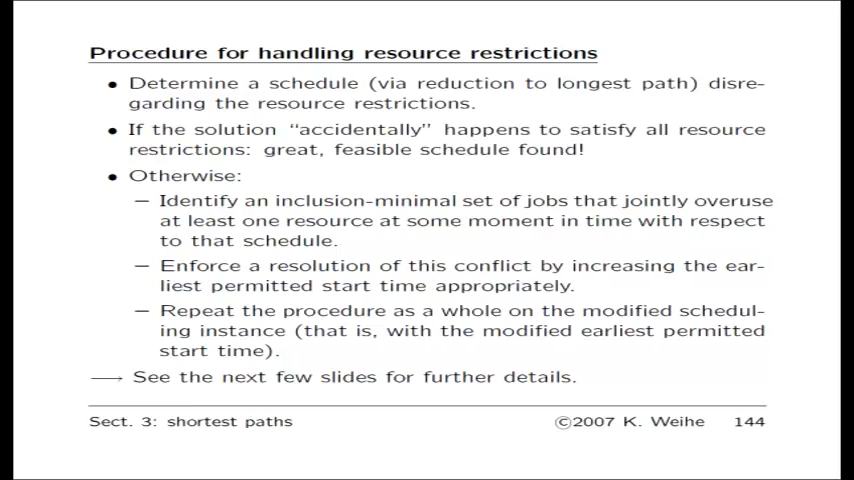 Procedure for handling resource restrictions
• Determine a schedule (via reduction to longest path) disre-
garding the resource restrictions.
• If the solution “accidentally” happens to satisfy all resource
restrictions: great, feasible schedule found!
• Otherwise:
– Identify an inclusion-minimal set of jobs that jointly overuse
at least one resource at some moment in time with respect
to that schedule.
– Enforce a resolution of this conflict by increasing the ear-
liest permitted start time appropriately.
– Repeat the procedure as a whole on the modified schedul-
ing instance (that is, with the modified earliest permitted
start time).
⟶ See the next few slides for further details.
Sect. 3: shortest paths ©2007 K. Weihe 144